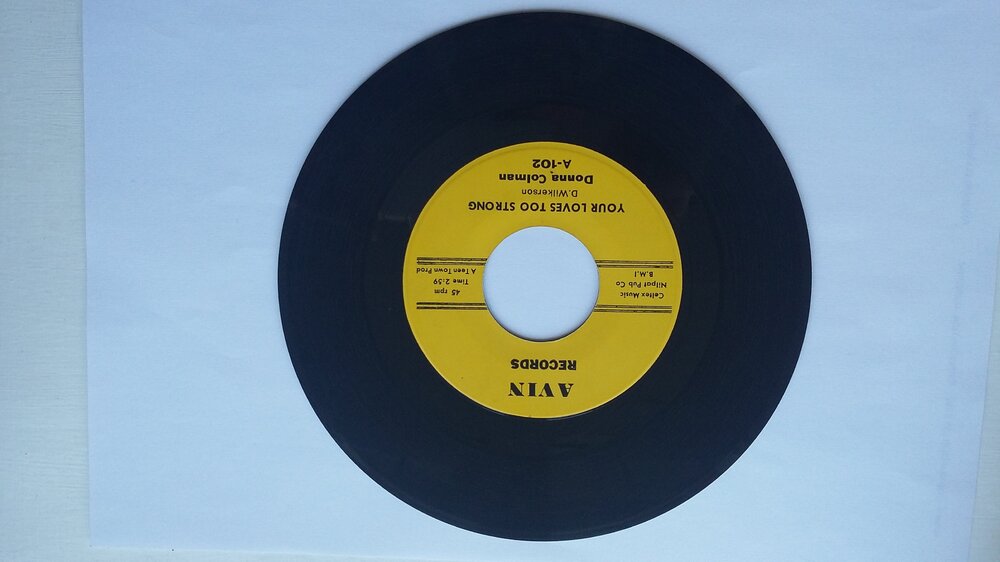 AVIN
RECORDS
Celtex Music
Nilpat Pub Co
B.M.I
45 rpm
Time 2:59
A Teen Town Prod
YOUR LOVES TOO STRONG
D. Wilkerson
Donna Colman
A-102